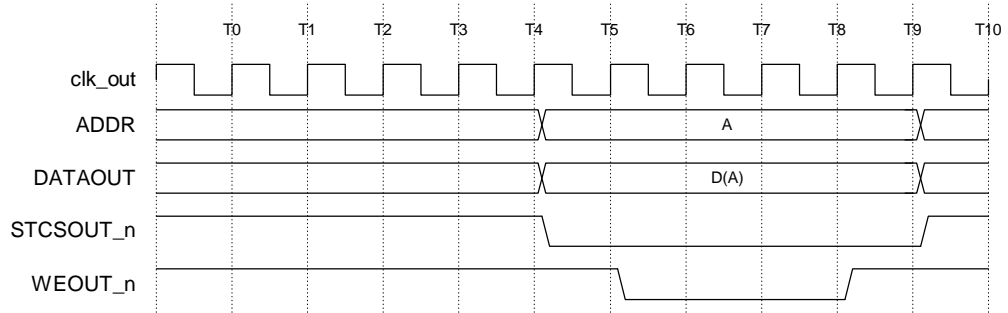 T0 T1 T2 T3 T4 T5 T6 T7 T8 T9 T10
clk_out
ADDR A
DATAOUT D(A)
STCSOUT_n
WEOUT_n